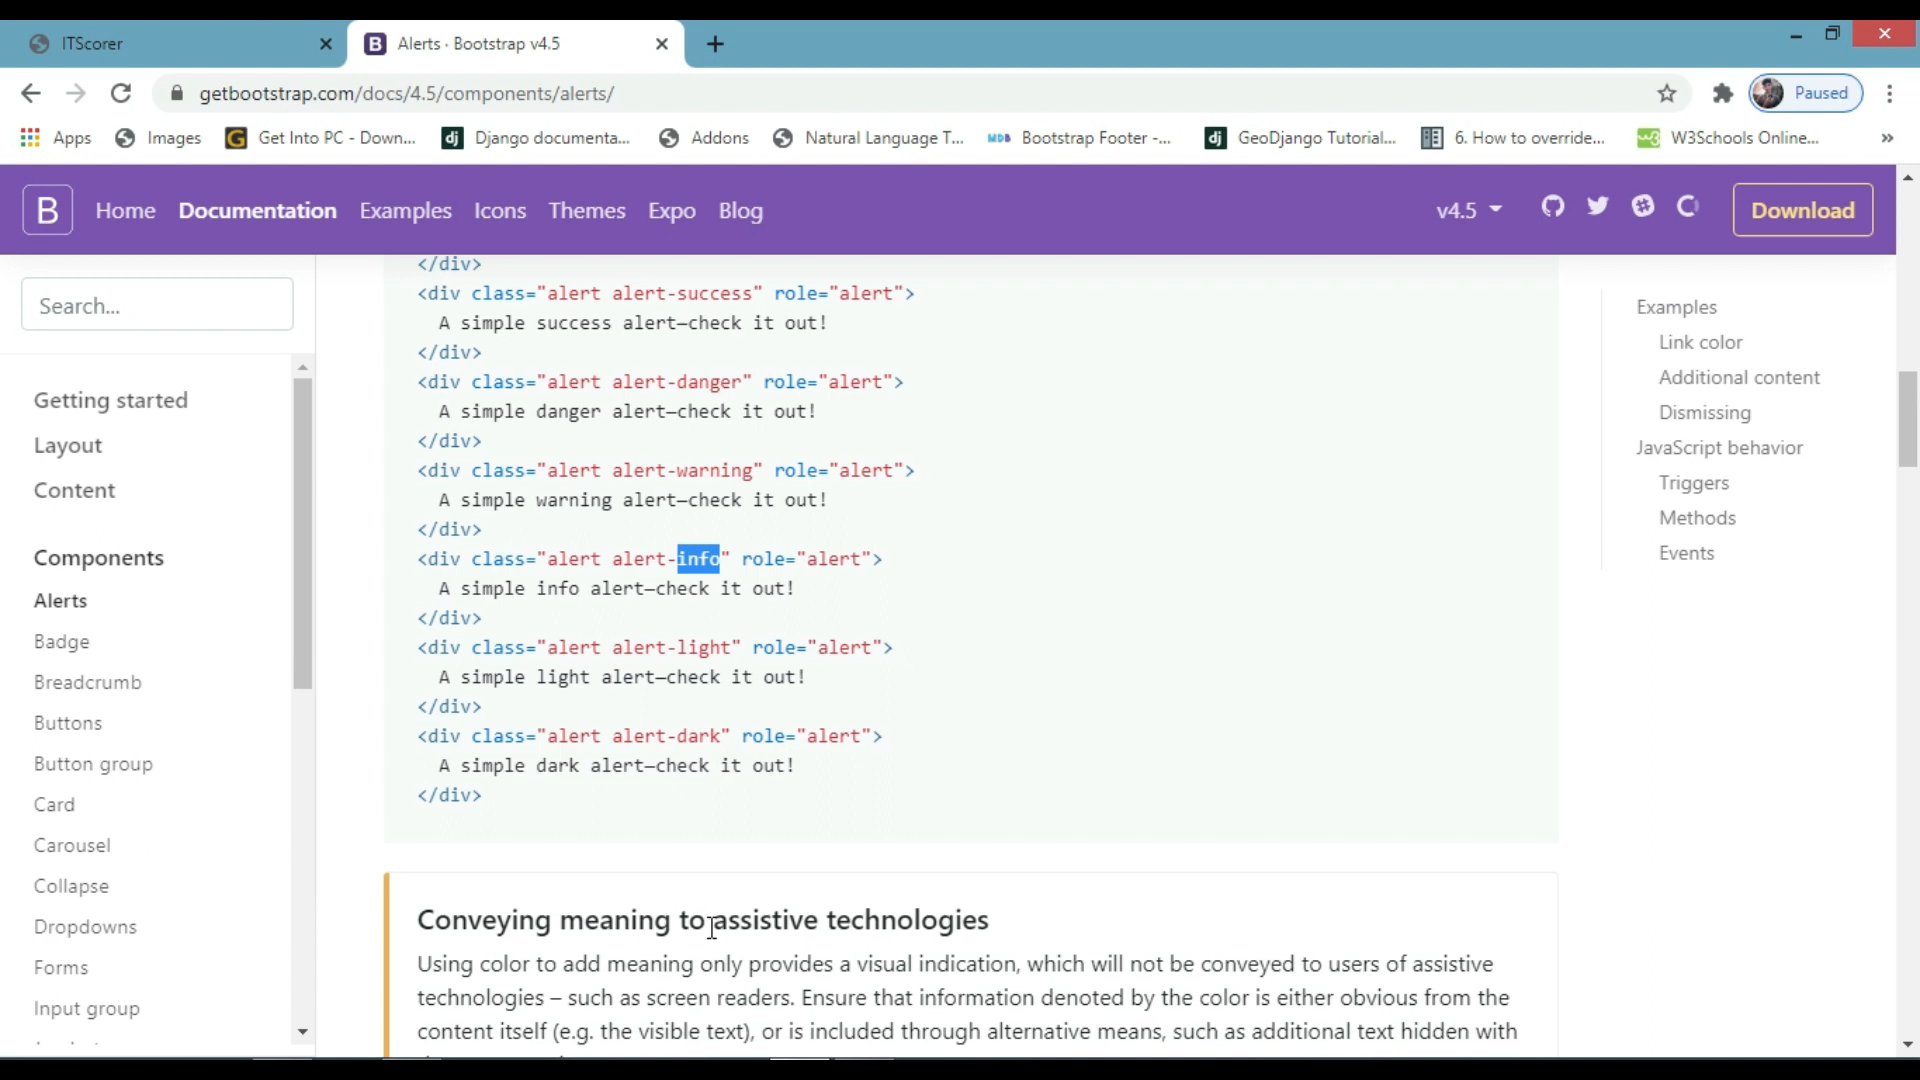 ITScorer
Alerts · Bootstrap v4.5
getbootstrap.com/docs/4.5/components/alerts/
Paused
Apps
Images
Get Into PC - Down...
Django documenta...
Addons
Natural Language T...
Bootstrap Footer -...
GeoDjango Tutorial...
6. How to override...
W3Schools Online...
»
B
Home
Documentation
Examples
Icons
Themes
Expo
Blog
v4.5
Download
Search...
Getting started
Layout
Content
Components
Alerts
Badge
Breadcrumb
Buttons
Button group
Card
Carousel
Collapse
Dropdowns
Forms
Input group
</div>
<div class="alert alert-success" role="alert">
A simple success alert—check it out!
</div>
<div class="alert alert-danger" role="alert">
A simple danger alert—check it out!
</div>
<div class="alert alert-warning" role="alert">
A simple warning alert—check it out!
</div>
<div class="alert alert-info" role="alert">
A simple info alert—check it out!
</div>
<div class="alert alert-light" role="alert">
A simple light alert—check it out!
</div>
<div class="alert alert-dark" role="alert">
A simple dark alert—check it out!
</div>
Conveying meaning to assistive technologies
Using color to add meaning only provides a visual indication, which will not be conveyed to users of assistive
technologies – such as screen readers. Ensure that information denoted by the color is either obvious from the
content itself (e.g. the visible text), or is included through alternative means, such as additional text hidden with
Examples
Link color
Additional content
Dismissing
JavaScript behavior
Triggers
Methods
Events